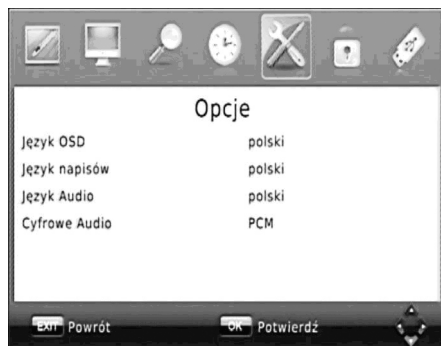 Opcje
Język OSD polski
Język napisów polski
Język Audio polski
Cyfrowe Audio PCM
EXIT Powrót OK Potwierdź